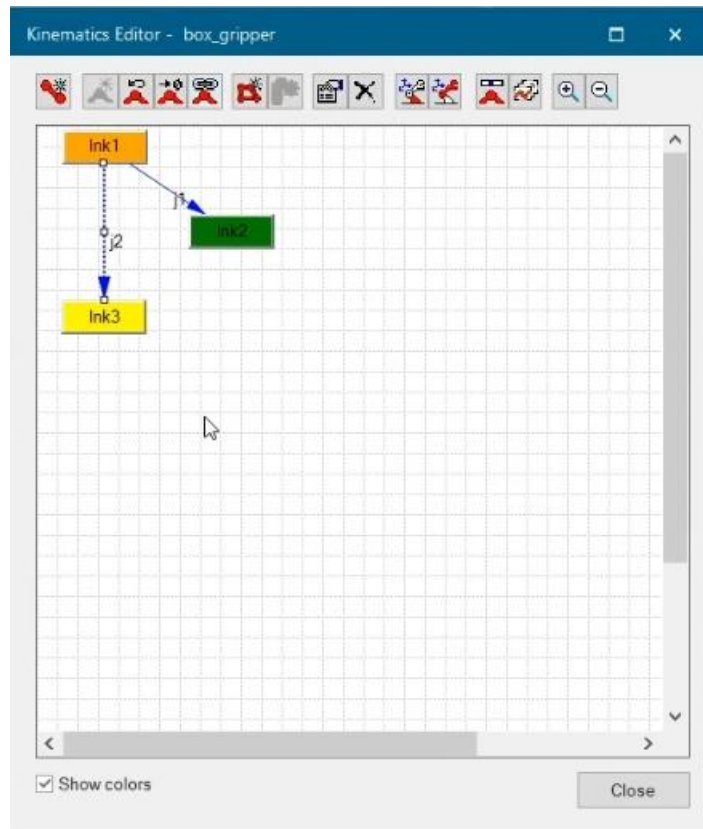 Kinematics Editor - box_gripper
lnk1
j1
lnk2
j2
lnk3
Show colors
Close